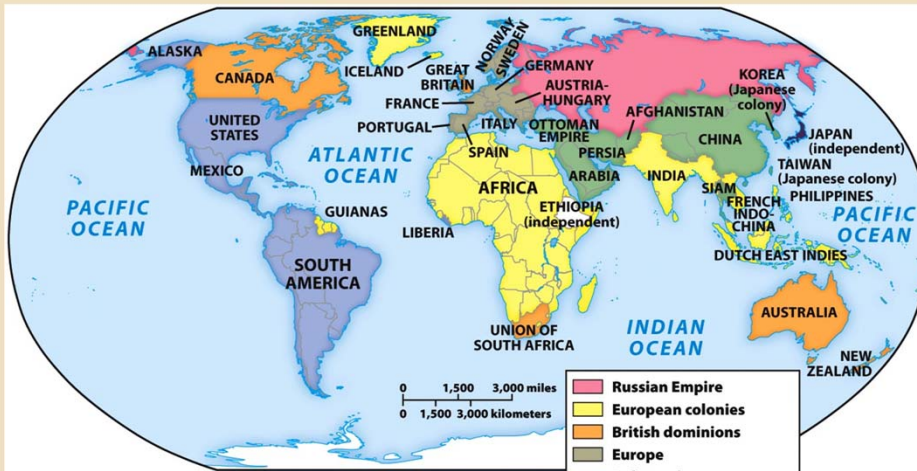 GREENLAND
ALASKA
ICELAND
CANADA
NORWAY
SWEDEN
GREAT
BRITAIN
GERMANY
AUSTRIA-
HUNGARY
FRANCE
PORTUGAL
ITALY
SPAIN
OTTOMAN
EMPIRE
AFGHANISTAN
PERSIA
KOREA
(Japanese
colony)
CHINA
JAPAN
(independent)
UNITED
STATES
MEXICO
ATLANTIC
OCEAN
AFRICA
ARABIA
INDIA
SIAM
TAIWAN
(Japanese colony)
PHILIPPINES
FRENCH
INDO-
CHINA
PACIFIC
OCEAN
GUIANAS
LIBERIA
ETHIOPIA
(independent)
PACIFIC
OCEAN
DUTCH EAST INDIES
SOUTH
AMERICA
UNION OF
SOUTH AFRICA
INDIAN
OCEAN
AUSTRALIA
NEW
ZEALAND
0 1,500 3,000 miles
0 1,500 3,000 kilometers
Russian Empire
European colonies
British dominions
Europe